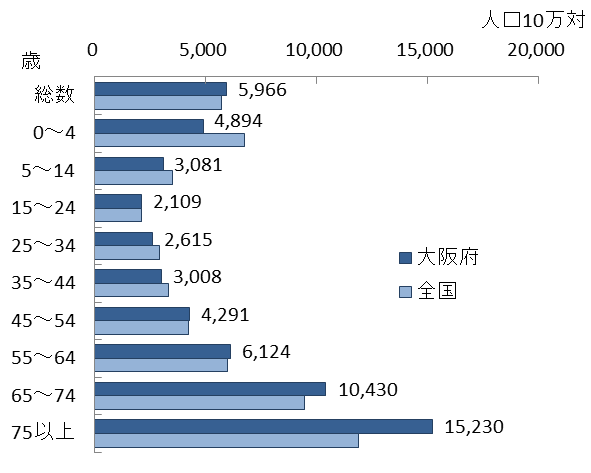 人口10万対
0 5,000 10,000 15,000 20,000
歳
総数 5,966
0～4 4,894
5～14 3,081
15～24 2,109
25～34 2,615
大阪府
35～44 3,008
全国
45～54 4,291
55～64 6,124
65～74 10,430
75以上 15,230